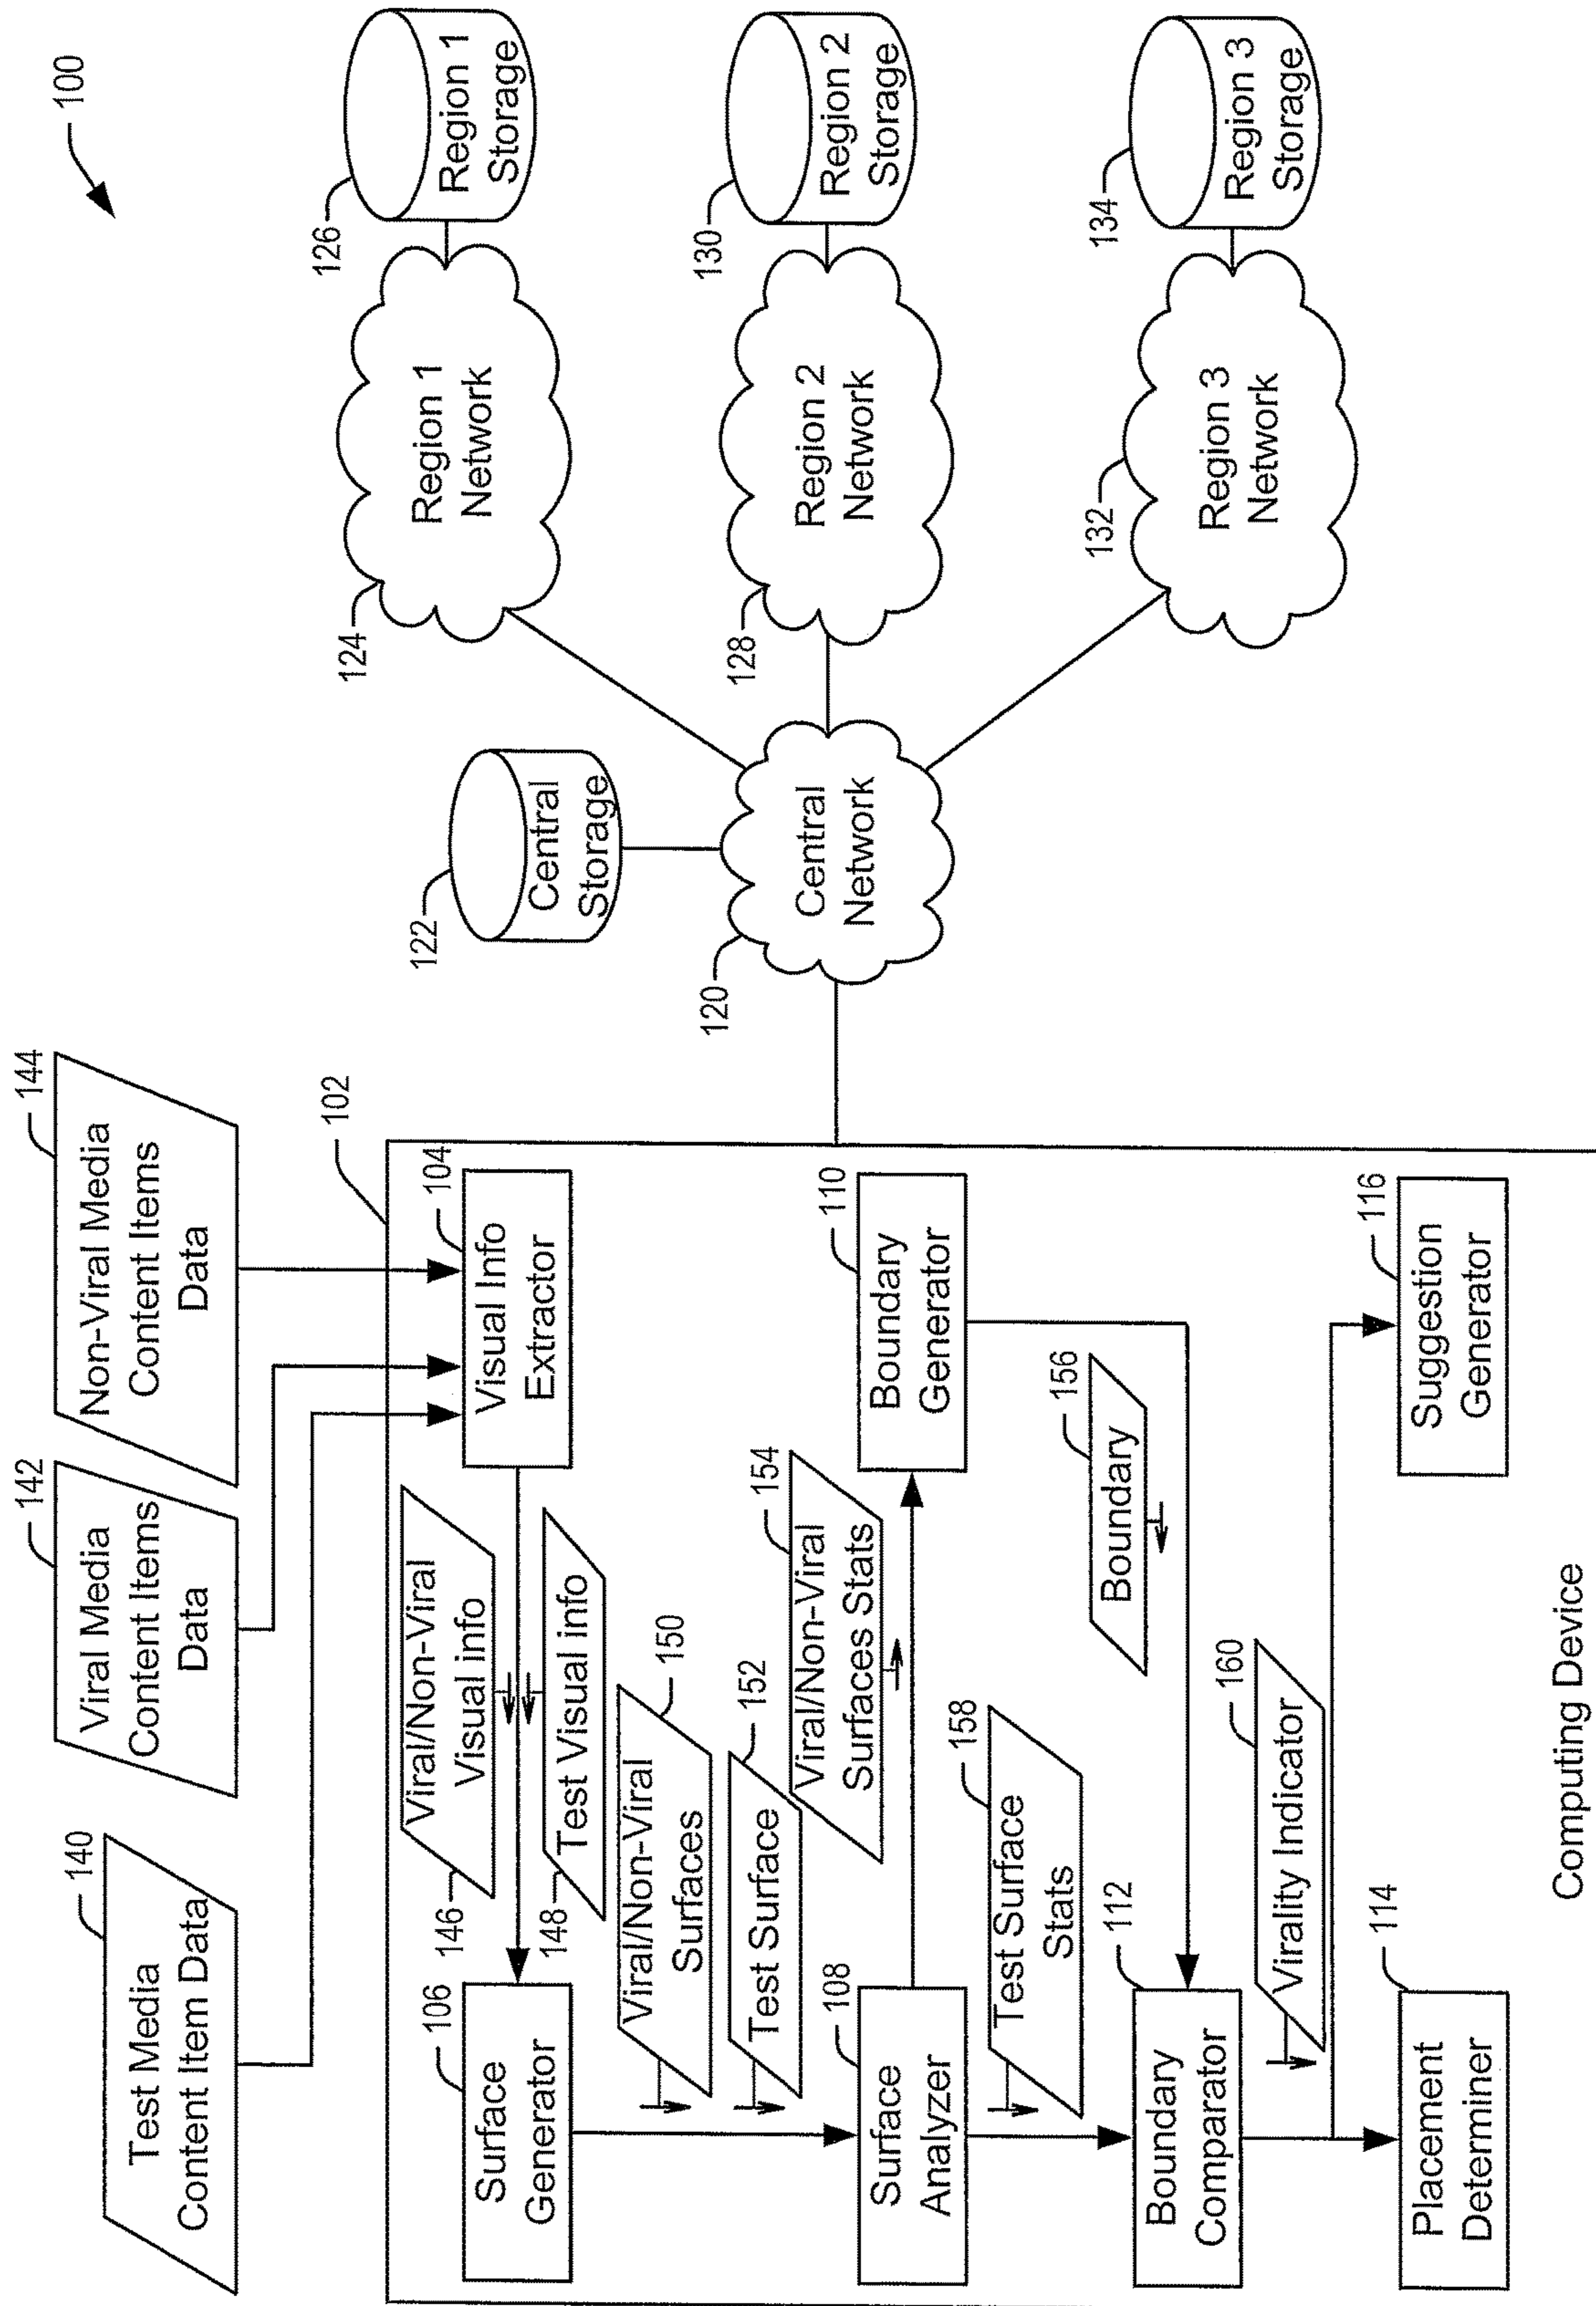 100
Test Media
Content Item Data
140
Viral Media
Content Items
Data
142
Non-Viral Media
Content Items
Data
144
102
Surface
Generator
106
Viral/Non-Viral
Visual info
146
Test Visual info
148
Visual Info
Extractor
104
Viral/Non-Viral
Surfaces
150
Test Surface
152
Surface
Analyzer
108
Viral/Non-Viral
Surfaces Stats
154
Boundary
Generator
110
Test Surface
Stats
158
Boundary
156
Boundary
Comparator
112
Virality Indicator
160
Placement
Determiner
114
Suggestion
Generator
116
Computing Device
Central
Storage
122
Central
Network
120
Region 1
Network
124
Region 1
Storage
126
Region 2
Network
128
Region 2
Storage
130
Region 3
Network
132
Region 3
Storage
134